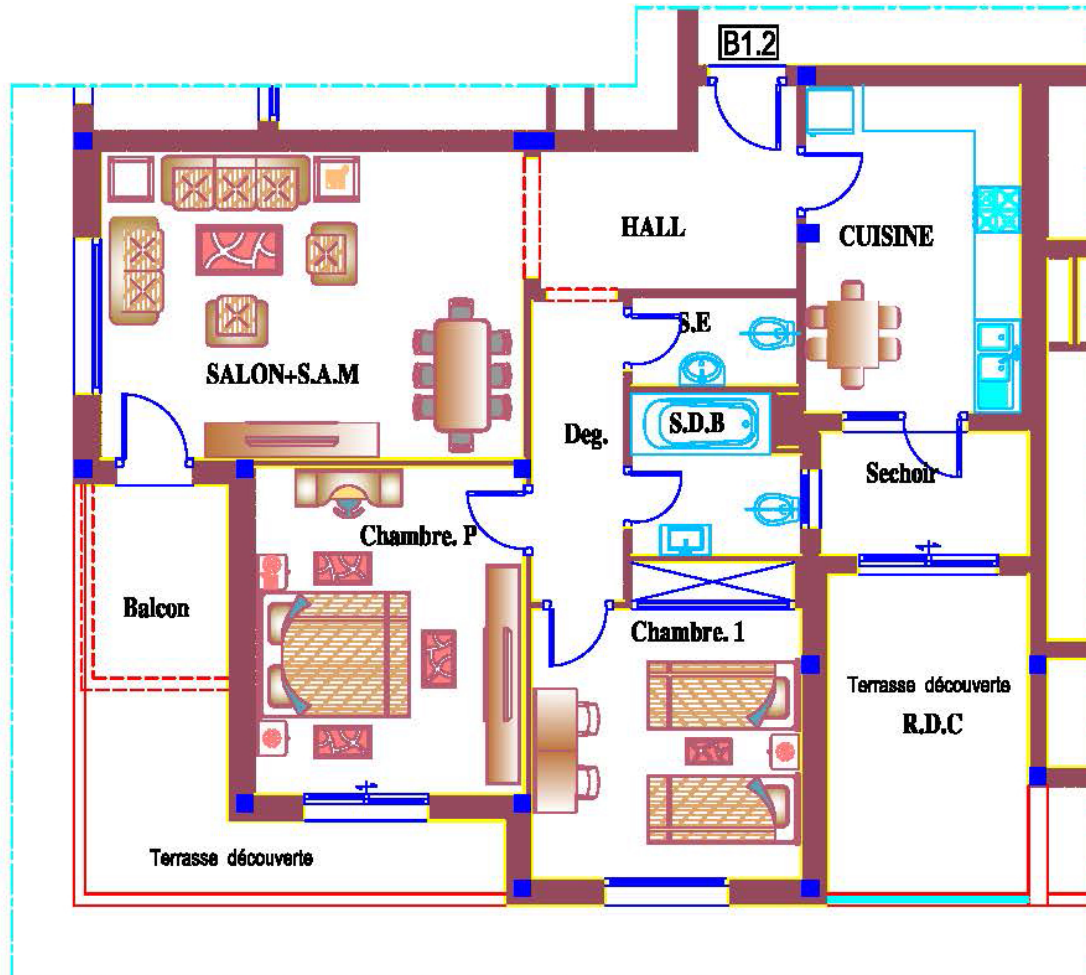 B1.2
HALL
CUISINE
S.E
SALON+S.A.M
S.D.B
Deg.
Sechoir
Chambre. P
Balcon
Chambre. 1
Terrasse découverte
R.D.C
Terrasse découverte